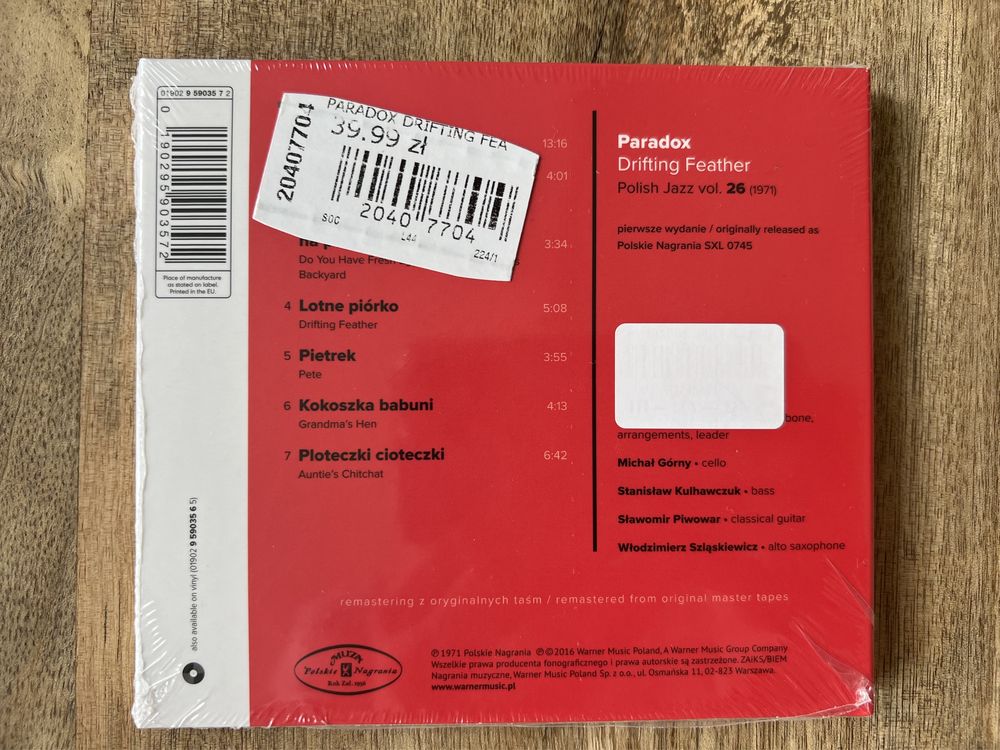 01902 9 59035 7 2
0 190295 903572
Place of manufacture
as stated on label.
Printed in the EU.
also available on vinyl (01902 9 59035 6 5)
PARADOX DRIFTING FEA
39.99 zł
20407704
2040 7704
SOC
L44
224/1
13:16
4:01
3:34
Do You Have Fresh
Backyard
4 Lotne piórko 5:08
Drifting Feather
5 Pietrek 3:55
Pete
6 Kokoszka babuni 4:13
Grandma's Hen
7 Ploteczki cioteczki 6:42
Auntie's Chitchat
Paradox
Drifting Feather
Polish Jazz vol. 26 (1971)
pierwsze wydanie / originally released as
Polskie Nagrania SXL 0745
bone,
arrangements, leader
Michał Górny • cello
Stanisław Kulhawczuk • bass
Sławomir Piwowar • classical guitar
Włodzimierz Szląskiewicz • alto saxophone
remastering z oryginalnych taśm / remastered from original master tapes
MUZA
Polskie Nagrania
Rok Zał. 1956
℗ 1971 Polskie Nagrania ℗©2016 Warner Music Poland, A Warner Music Group Company
Wszelkie prawa producenta fonograficznego i prawa autorskie są zastrzeżone. ZAiKS/BIEM
Nagrania muzyczne, Warner Music Poland Sp. z o.o., ul. Osmańska 11, 02-823 Warszawa.
www.warnermusic.pl